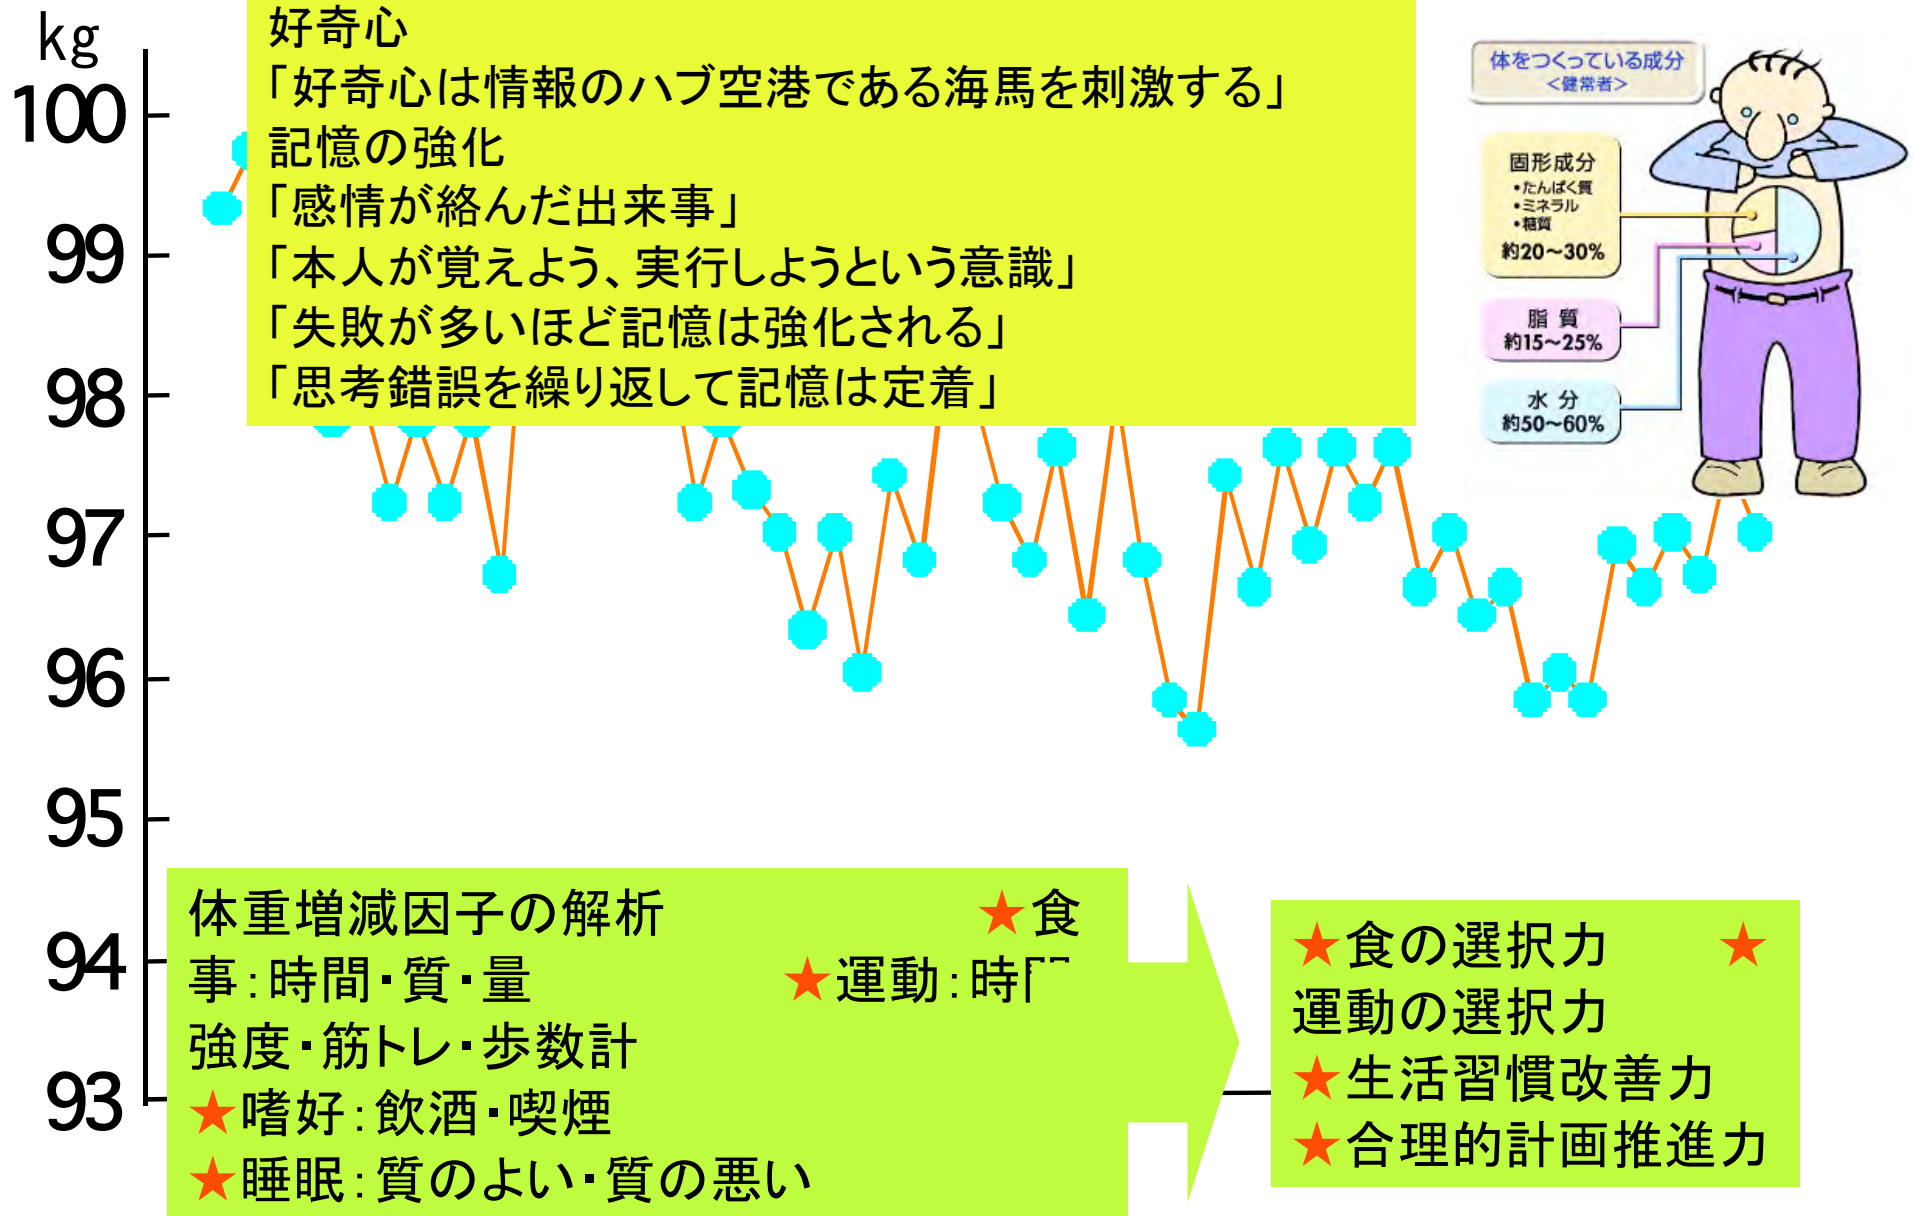 kg
100
99
98
97
96
95
94
93
好奇心
「好奇心は情報のハブ空港である海馬を刺激する」
記憶の強化
「感情が絡んだ出来事」
「本人が覚えよう、実行しようという意識」
「失敗が多いほど記憶は強化される」
「思考錯誤を繰り返して記憶は定着」
体をつくっている成分
<健常者>
固形成分
・たんぱく質
・ミネラル
・糖質
約20〜30%
脂質
約15〜25%
水分
約50〜60%
体重増減因子の解析 ★食
事:時間・質・量 ★運動:時
強度・筋トレ・歩数計
★嗜好:飲酒・喫煙
★睡眠:質のよい・質の悪い
★食の選択力 ★
運動の選択力
★生活習慣改善力
★合理的計画推進力